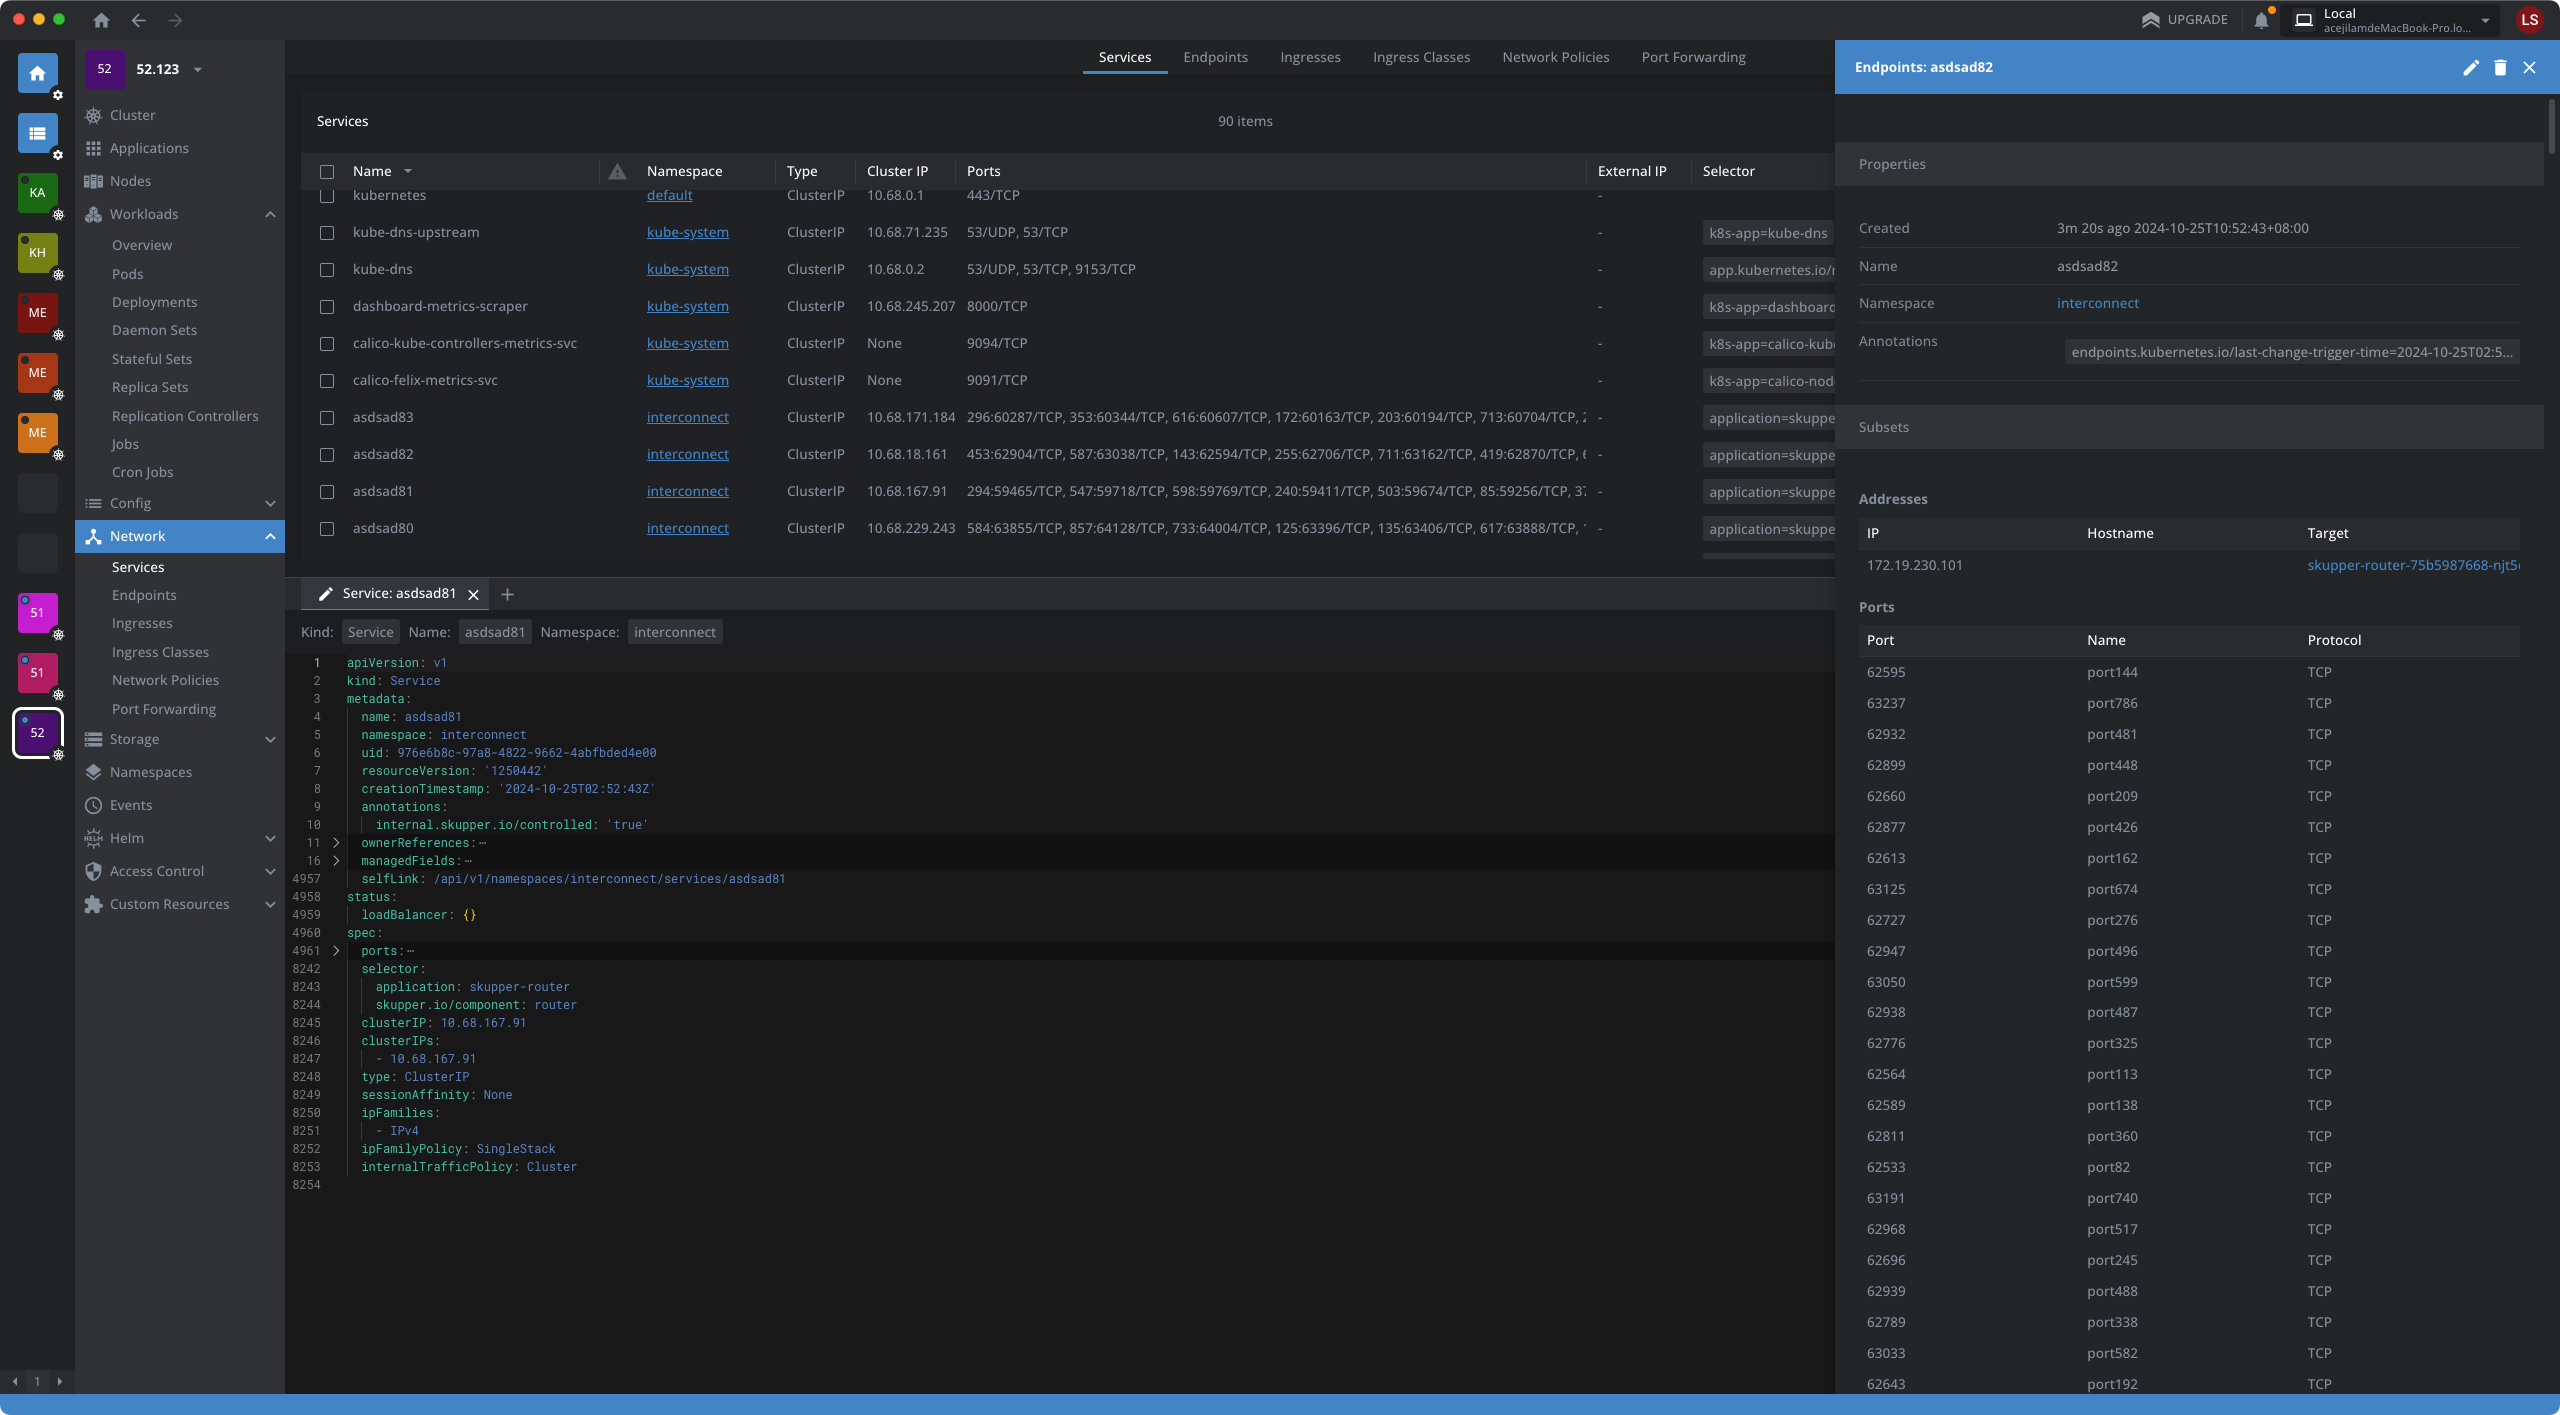 UPGRADE
Local
acejilamdeMacBook-Pro.lo...
LS
KA
KH
ME
ME
ME
51
51
52
1
52 52.123
Cluster
Applications
Nodes
Workloads
Overview
Pods
Deployments
Daemon Sets
Stateful Sets
Replica Sets
Replication Controllers
Jobs
Cron Jobs
Config
Network
Services
Endpoints
Ingresses
Ingress Classes
Network Policies
Port Forwarding
Storage
Namespaces
Events
Helm
Access Control
Custom Resources
Services Endpoints Ingresses Ingress Classes Network Policies Port Forwarding
Services 90 items
Name Namespace Type Cluster IP Ports External IP Selector
kubernetes default ClusterIP 10.68.0.1 443/TCP -
kube-dns-upstream kube-system ClusterIP 10.68.71.235 53/UDP, 53/TCP - k8s-app=kube-dns
kube-dns kube-system ClusterIP 10.68.0.2 53/UDP, 53/TCP, 9153/TCP - app.kubernetes.io/
dashboard-metrics-scraper kube-system ClusterIP 10.68.245.207 8000/TCP - k8s-app=dashboard
calico-kube-controllers-metrics-svc kube-system ClusterIP None 9094/TCP - k8s-app=calico-kub
calico-felix-metrics-svc kube-system ClusterIP None 9091/TCP - k8s-app=calico-nod
asdsad83 interconnect ClusterIP 10.68.171.184 296:60287/TCP, 353:60344/TCP, 616:60607/TCP, 172:60163/TCP, 203:60194/TCP, 713:60704/TCP, - application=skuppe
asdsad82 interconnect ClusterIP 10.68.18.161 453:62904/TCP, 587:63038/TCP, 143:62594/TCP, 255:62706/TCP, 711:63162/TCP, 419:62870/TCP, - application=skuppe
asdsad81 interconnect ClusterIP 10.68.167.91 294:59465/TCP, 547:59718/TCP, 598:59769/TCP, 240:59411/TCP, 503:59674/TCP, 85:59256/TCP, - application=skuppe
asdsad80 interconnect ClusterIP 10.68.229.243 584:63855/TCP, 857:64128/TCP, 733:64004/TCP, 125:63396/TCP, 135:63406/TCP, 617:63888/TCP, - application=skuppe
Service: asdsad81
Kind: Service Name: asdsad81 Namespace: interconnect
1 apiVersion: v1
2 kind: Service
3 metadata:
4 name: asdsad81
5 namespace: interconnect
6 uid: 976e6b8c-97a8-4822-9662-4abfbded4e00
7 resourceVersion: '1250442'
8 creationTimestamp: '2024-10-25T02:52:43Z'
9 annotations:
10 internal.skupper.io/controlled: 'true'
11 ownerReferences:⋯
16 managedFields:⋯
4957 selfLink: /api/v1/namespaces/interconnect/services/asdsad81
4958 status:
4959 loadBalancer: {}
4960 spec:
4961 ports:⋯
8242 selector:
8243 application: skupper-router
8244 skupper.io/component: router
8245 clusterIP: 10.68.167.91
8246 clusterIPs:
8247 - 10.68.167.91
8248 type: ClusterIP
8249 sessionAffinity: None
8250 ipFamilies:
8251 - IPv4
8252 ipFamilyPolicy: SingleStack
8253 internalTrafficPolicy: Cluster
8254
Endpoints: asdsad82
Properties
Created 3m 20s ago 2024-10-25T10:52:43+08:00
Name asdsad82
Namespace interconnect
Annotations endpoints.kubernetes.io/last-change-trigger-time=2024-10-25T02:5...
Subsets
Addresses
IP Hostname Target
172.19.230.101 skupper-router-75b5987668-njt5
Ports
Port Name Protocol
62595 port144 TCP
63237 port786 TCP
62932 port481 TCP
62899 port448 TCP
62660 port209 TCP
62877 port426 TCP
62613 port162 TCP
63125 port674 TCP
62727 port276 TCP
62947 port496 TCP
63050 port599 TCP
62938 port487 TCP
62776 port325 TCP
62564 port113 TCP
62589 port138 TCP
62811 port360 TCP
62533 port82 TCP
63191 port740 TCP
62968 port517 TCP
62696 port245 TCP
62939 port488 TCP
62789 port338 TCP
63033 port582 TCP
62643 port192 TCP